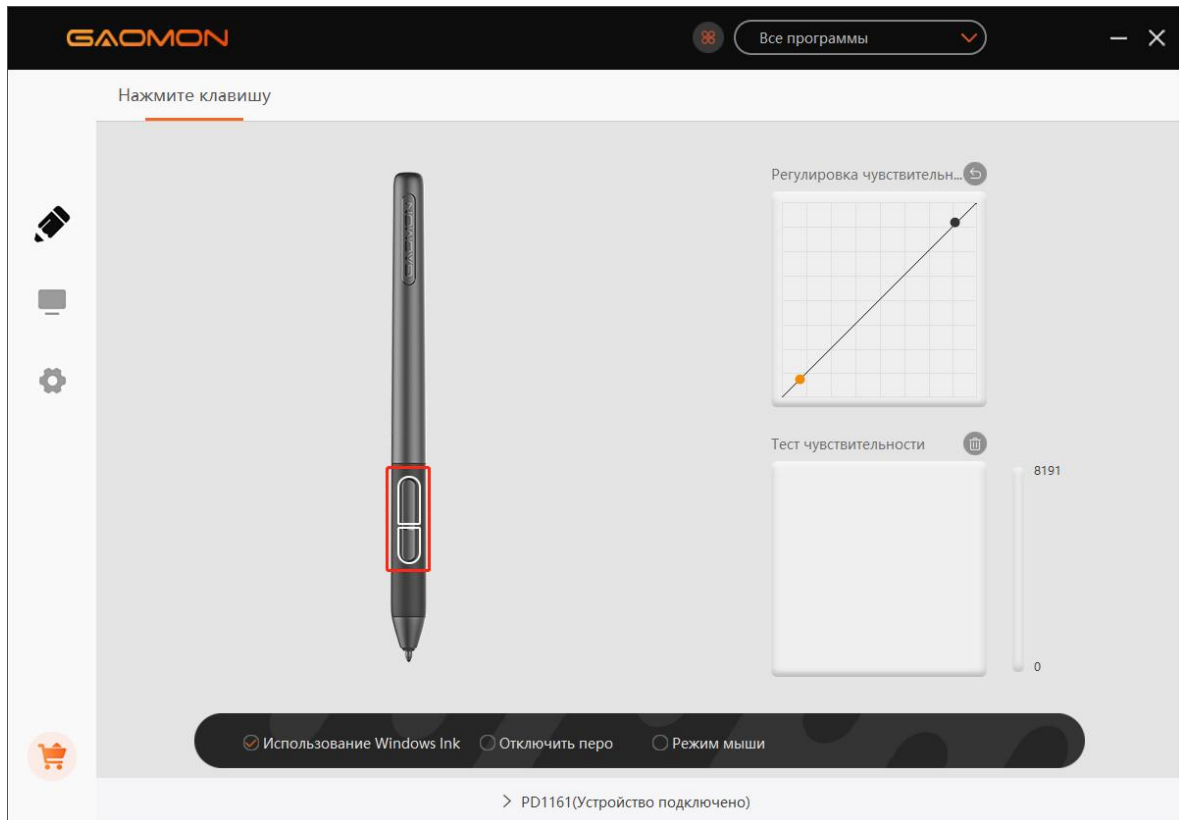 GAOMON
Все программы
Нажмите клавишу
GAOMON
Регулировка чувствительн...
Тест чувствительности
8191
0
Использование Windows Ink
Отключить перо
Режим мыши
PD1161(Устройство подключено)